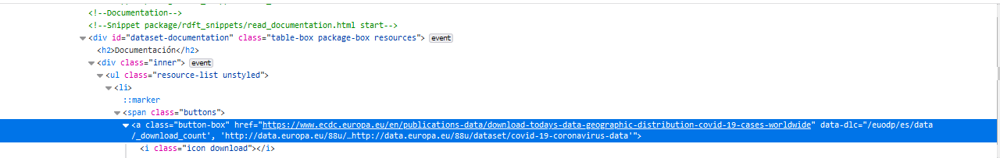 <!--Documentation-->
<!--Snippet package/rdft_snippets/read_documentation.html start-->
<div id="dataset-documentation" class="table-box package-box resources"> event
<h2>Documentación</h2>
<div class="inner"> event
<ul class="resource-list unstyled">
<li>
::marker
<span class="buttons">
<a class="button-box" href="https://www.ecdc.europa.eu/en/publications-data/download-todays-data-geographic-distribution-covid-19-cases-worldwide" data-dlc="/euodp/es/data
/_download_count', 'http://data.europa.eu/88u/…http://data.europa.eu/88u/dataset/covid-19-coronavirus-data'">
<i class="icon download"></i>